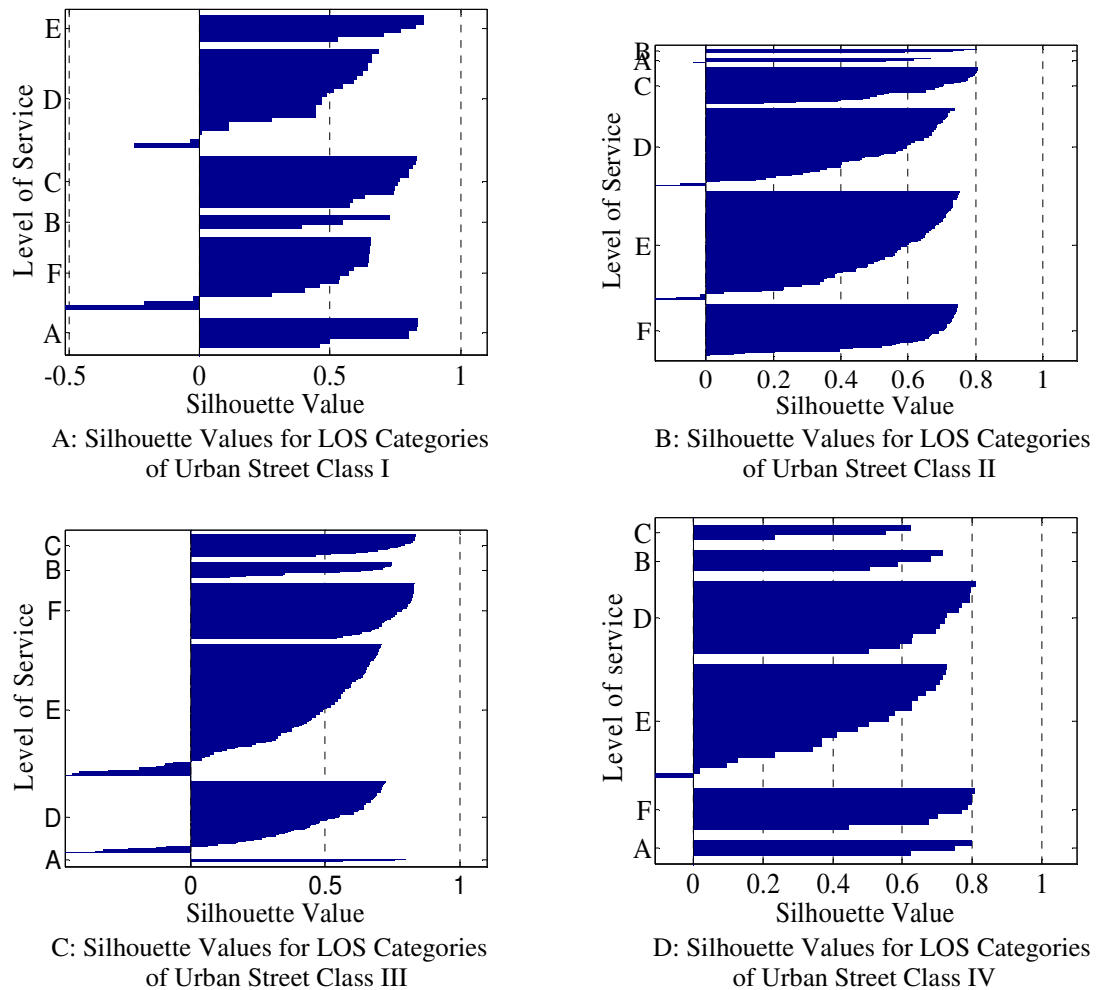 E
D
C
B
F
A
Level of Service
-0.5
0
0.5
1
Silhouette Value
A: Silhouette Values for LOS Categories
of Urban Street Class I
B
A
C
D
E
F
Level of Service
0
0.2
0.4
0.6
0.8
1
Silhouette Value
B: Silhouette Values for LOS Categories
of Urban Street Class II
C
B
F
E
D
A
Level of Service
0
0.5
1
Silhouette Value
C: Silhouette Values for LOS Categories
of Urban Street Class III
C
B
D
E
F
A
Level of service
0
0.2
0.4
0.6
0.8
1
Silhouette Value
D: Silhouette Values for LOS Categories
of Urban Street Class IV